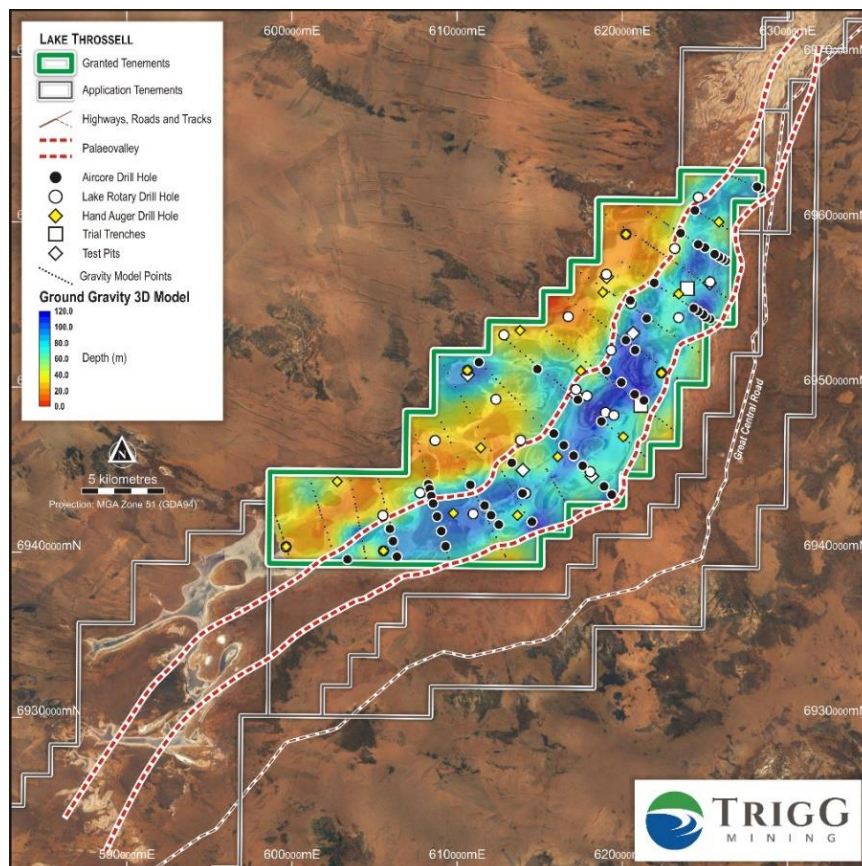 600000mE
610000mE
620000mE
630000mE
6970000mN
LAKE THROSSELL
Granted Tenements
Application Tenements
Highways, Roads and Tracks
Palaeovalley
Aircore Drill Hole
Lake Rotary Drill Hole
Hand Auger Drill Hole
Trial Trenches
Test Pits
Gravity Model Points
Ground Gravity 3D Model
120.0
100.0
80.0
60.0
40.0
20.0
0.0
Depth (m)
6960000mN
6950000mN
Great Central Road
N
5 kilometres
Projection: MGA Zone 51 (GDA94)
6940000mN
6940000mN
6930000mN
6930000mN
TRIGG
MINING
590000mE
600000mE
610000mE